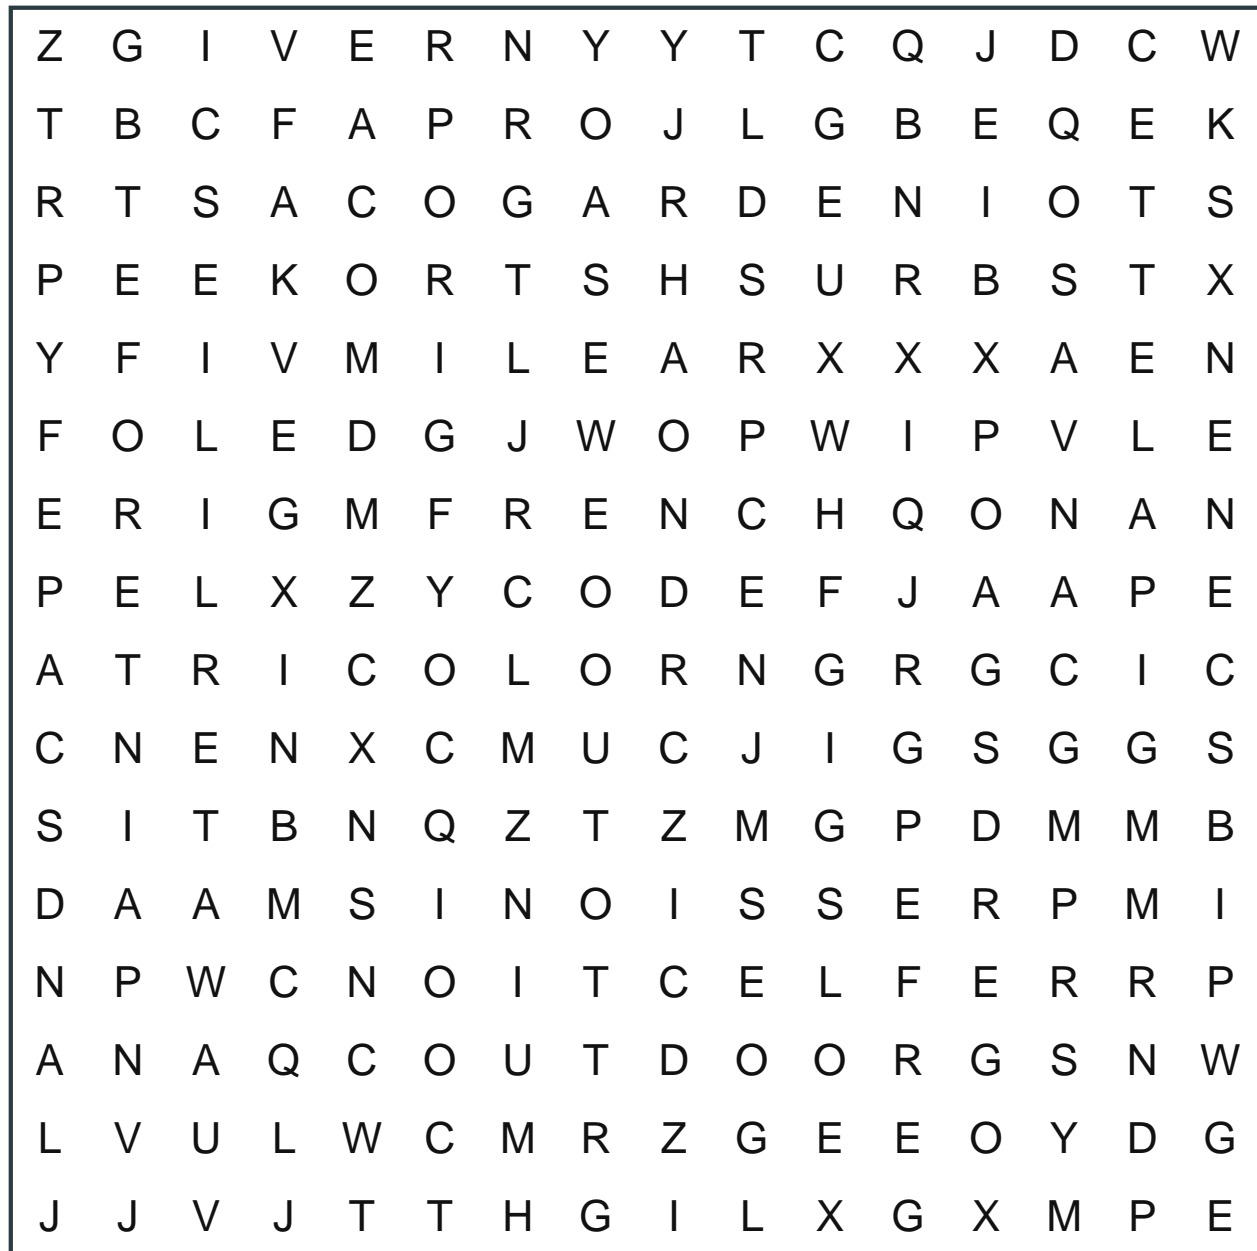 Z G I V E R N Y Y T C Q J D C W
T B C F A P R O J L G B E Q E K
R T S A C O G A R D E N I O T S
P E E K O R T S H S U R B S T X
Y F I V M I L E A R X X X A E N
F O L E D G J W O P W I P V L E
E R I G M F R E N C H Q O N A N
P E L X Z Y C O D E F J A A P E
A T R I C O L O R N G R G C I C
C N E N X C M U C J I G S G G S
S I T B N Q Z T Z M G P D M M B
D A A M S I N O I S S E R P M I
N P W C N O I T C E L F E R R P
A N A Q C O U T D O O R G S N W
L V U L W C M R Z G E E O Y D G
J J V J T T H G I L X G X M P E